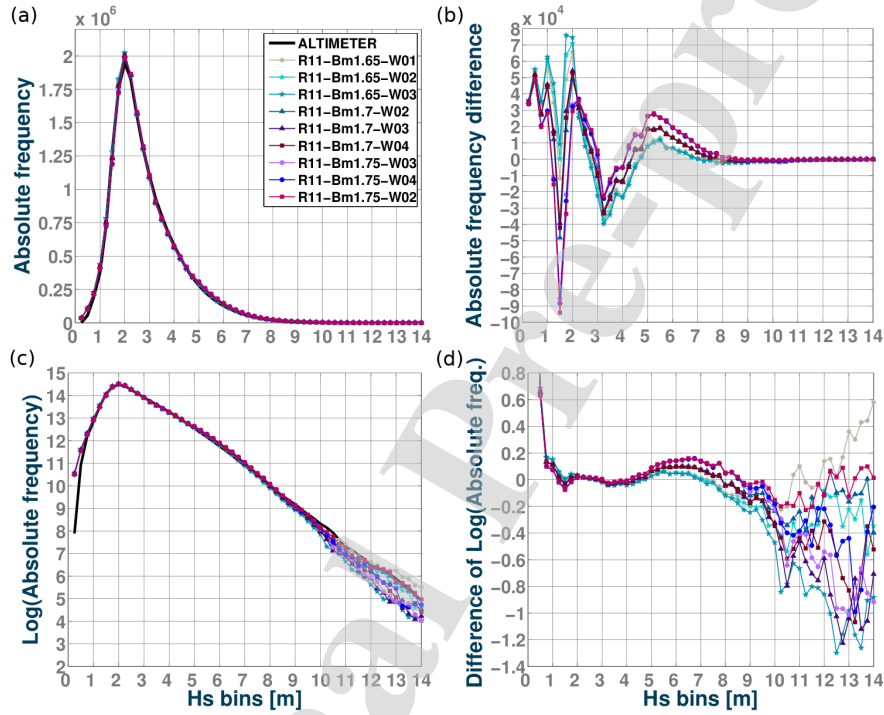 (a)
x 10⁶
Absolute frequency
2
1.75
1.5
1.25
1
0.75
0.5
0.25
0
0 1 2 3 4 5 6 7 8 9 10 11 12 13 14
ALTIMETER
R11-Bm1.65-W01
R11-Bm1.65-W02
R11-Bm1.65-W03
R11-Bm1.7-W02
R11-Bm1.7-W03
R11-Bm1.7-W04
R11-Bm1.75-W03
R11-Bm1.75-W04
R11-Bm1.75-W02
(b)
x 10⁴
Absolute frequency difference
8
7
6
5
4
3
2
1
0
-1
-2
-3
-4
-5
-6
-7
-8
-9
-10
0 1 2 3 4 5 6 7 8 9 10 11 12 13 14
(c)
Log(Absolute frequency)
15
14
13
12
11
10
9
8
7
6
5
4
3
2
0 1 2 3 4 5 6 7 8 9 10 11 12 13 14
Hs bins [m]
(d)
Difference of Log(Absolute freq.)
0.8
0.6
0.4
0.2
0
-0.2
-0.4
-0.6
-0.8
-1
-1.2
-1.4
0 1 2 3 4 5 6 7 8 9 10 11 12 13 14
Hs bins [m]
al Pre-pr